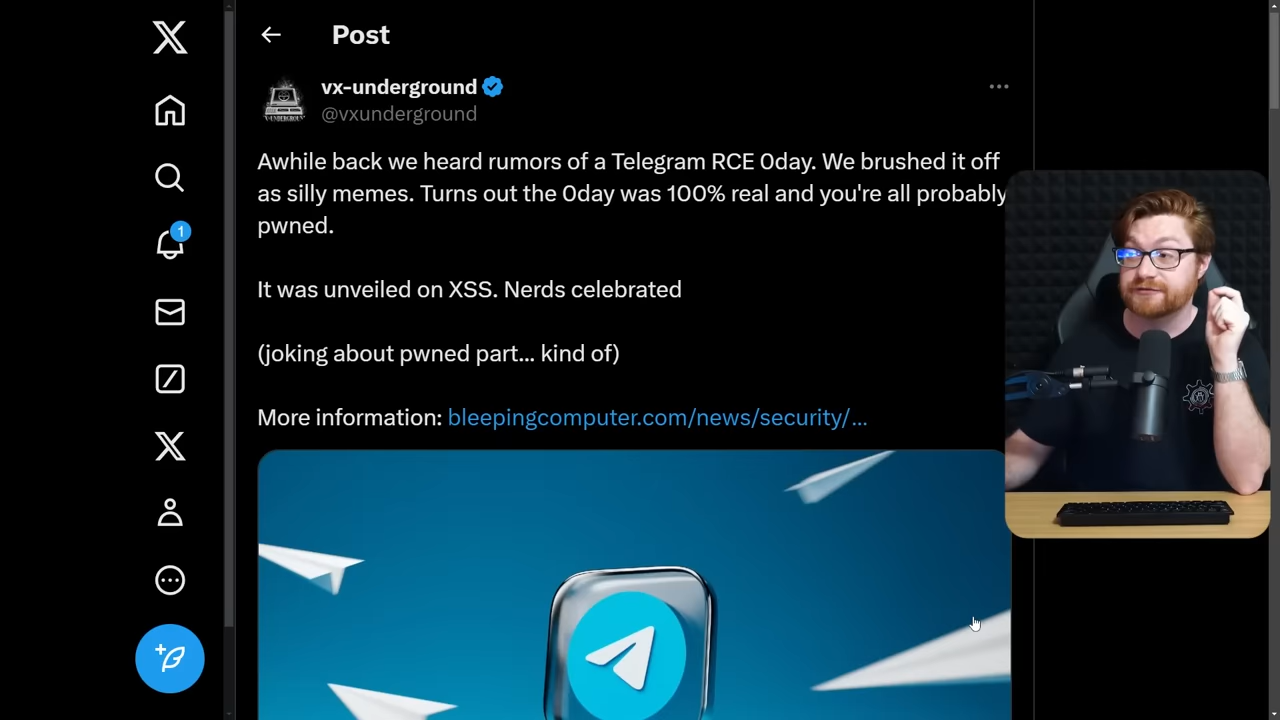 Post
vx-underground
@vxunderground
Awhile back we heard rumors of a Telegram RCE 0day. We brushed it off
as silly memes. Turns out the 0day was 100% real and you're all probably
pwned.
It was unveiled on XSS. Nerds celebrated
(joking about pwned part... kind of)
More information: bleepingcomputer.com/news/security/...
1